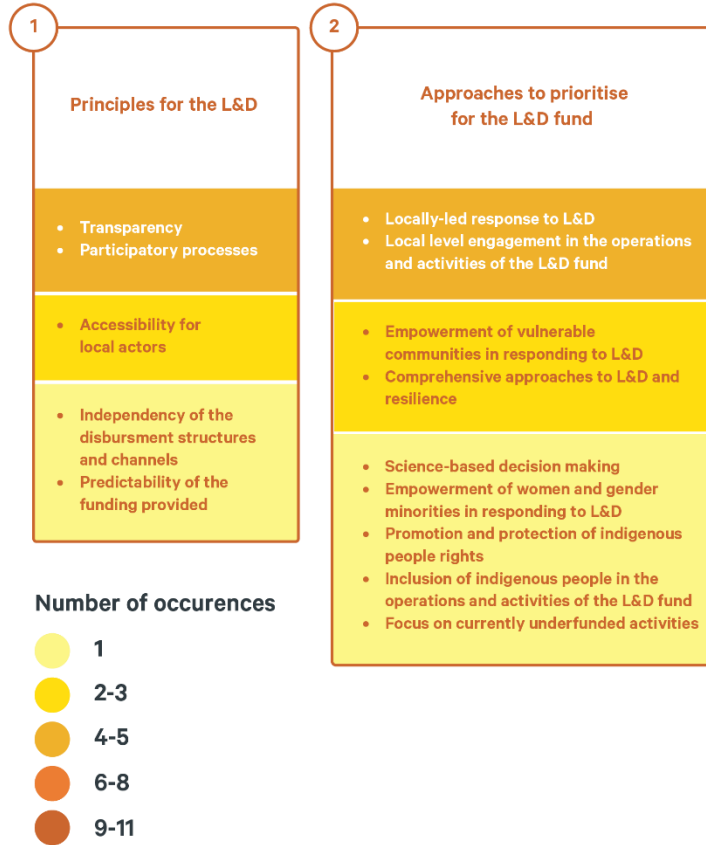 1
Principles for the L&D
• Transparency
• Participatory processes
• Accessibility for
local actors
• Independency of the
disbursment structures
and channels
• Predictability of the
funding provided
2
Approaches to prioritise
for the L&D fund
• Locally-led response to L&D
• Local level engagement in the operations
and activities of the L&D fund
• Empowerment of vulnerable
communities in responding to L&D
• Comprehensive approaches to L&D and
resilience
• Science-based decision making
• Empowerment of women and gender
minorities in responding to L&D
• Promotion and protection of indigenous
people rights
• Inclusion of indigenous people in the
operations and activities of the L&D fund
• Focus on currently underfunded activities
Number of occurences
1
2-3
4-5
6-8
9-11